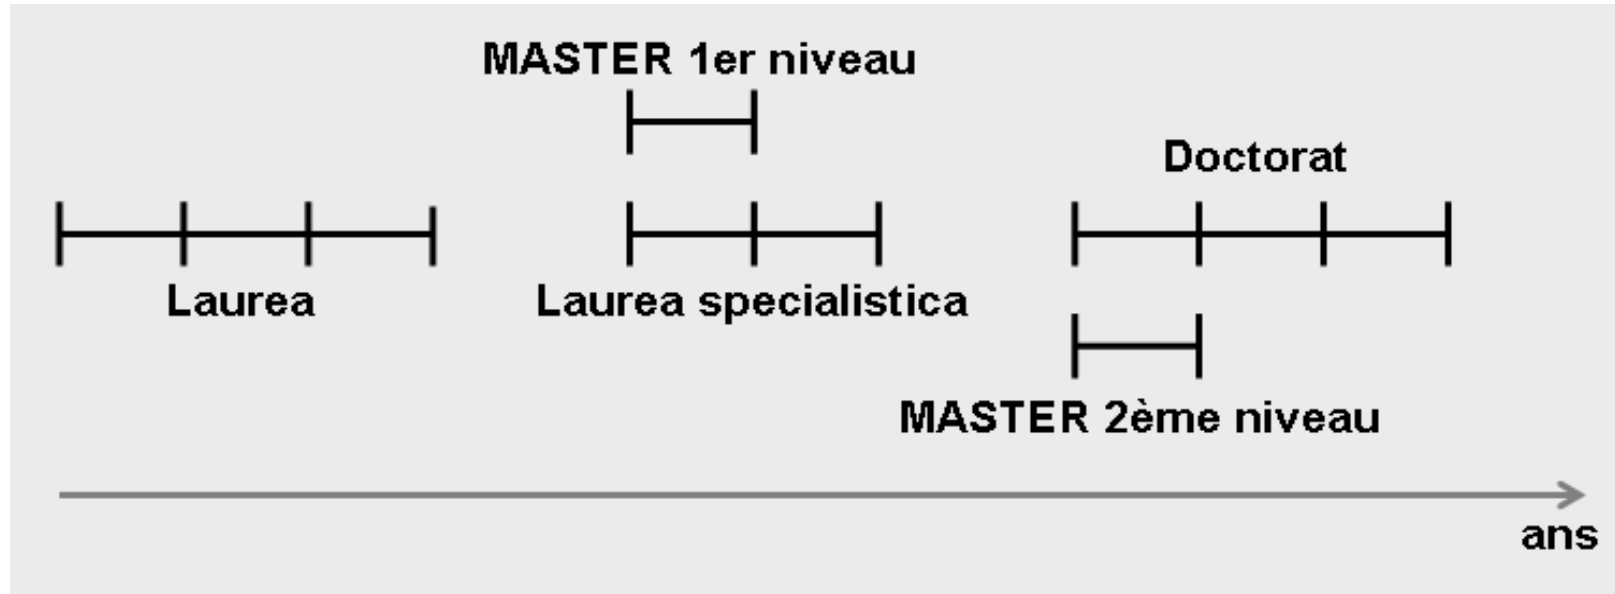 MASTER 1er niveau
Doctorat
Laurea
Laurea specialistica
MASTER 2ème niveau
ans